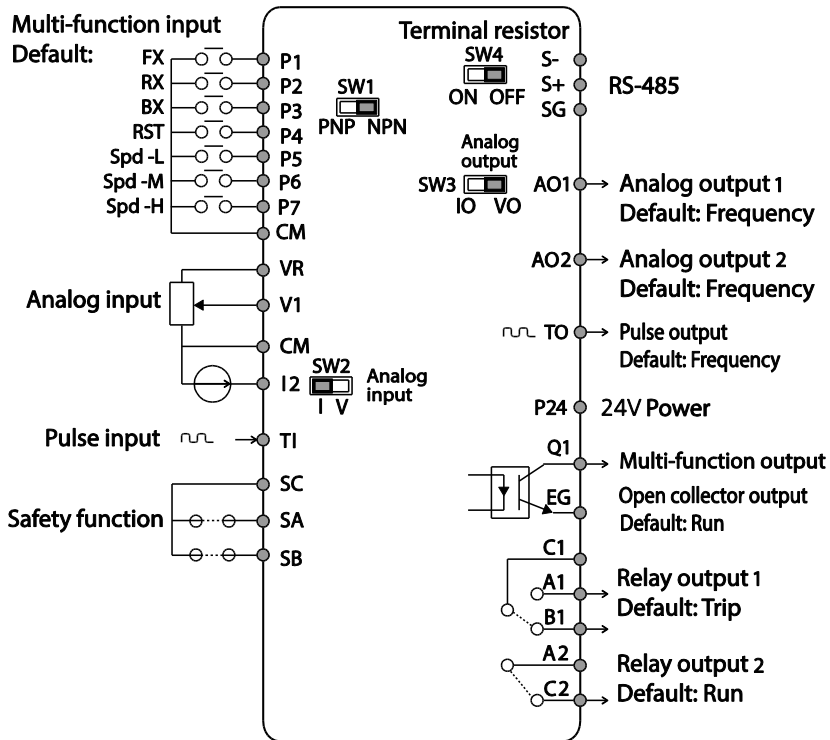 Multi-function input
Default:
FX
P1
RX
P2
BX
P3
RST
P4
Spd -L
P5
Spd -M
P6
Spd -H
P7
CM
SW1
PNP NPN
VR
Analog input
V1
CM
I2
SW2
I V
Analog
input
Pulse input
TI
SC
Safety function
SA
SB
Terminal resistor
SW4
ON OFF
S-
S+
SG
RS-485
Analog
output
SW3
IO VO
AO1
Analog output 1
Default: Frequency
AO2
Analog output 2
Default: Frequency
TO
Pulse output
Default: Frequency
P24
24V Power
Q1
Multi-function output
EG
Open collector output
Default: Run
C1
A1
Relay output 1
B1
Default: Trip
A2
Relay output 2
C2
Default: Run